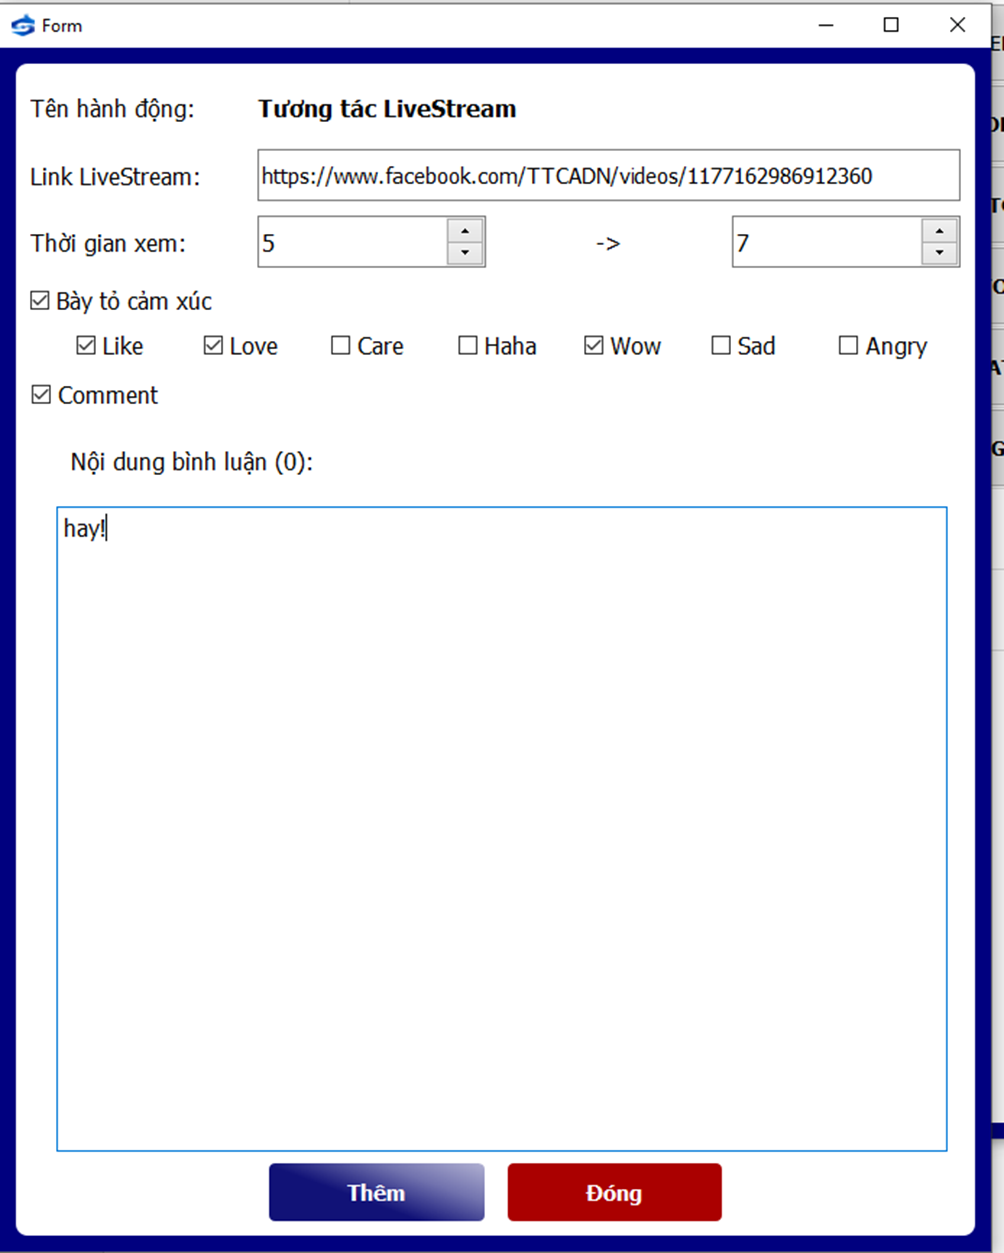 Form
Tên hành động: Tương tác LiveStream
Link LiveStream: https://www.facebook.com/TTCADN/videos/1177162986912360
Thời gian xem: 5 -> 7
Bày tỏ cảm xúc
Like Love Care Haha Wow Sad Angry
Comment
Nội dung bình luận (0):
hay!
Thêm Đóng